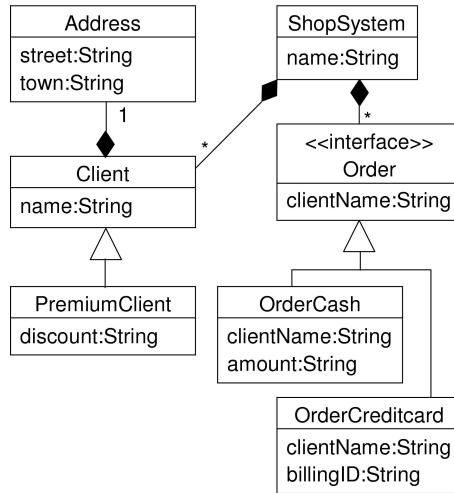 Address
street:String
town:String
ShopSystem
name:String
1
*
*
Client
name:String
<<interface>>
Order
clientName:String
PremiumClient
discount:String
OrderCash
clientName:String
amount:String
OrderCreditcard
clientName:String
billingID:String